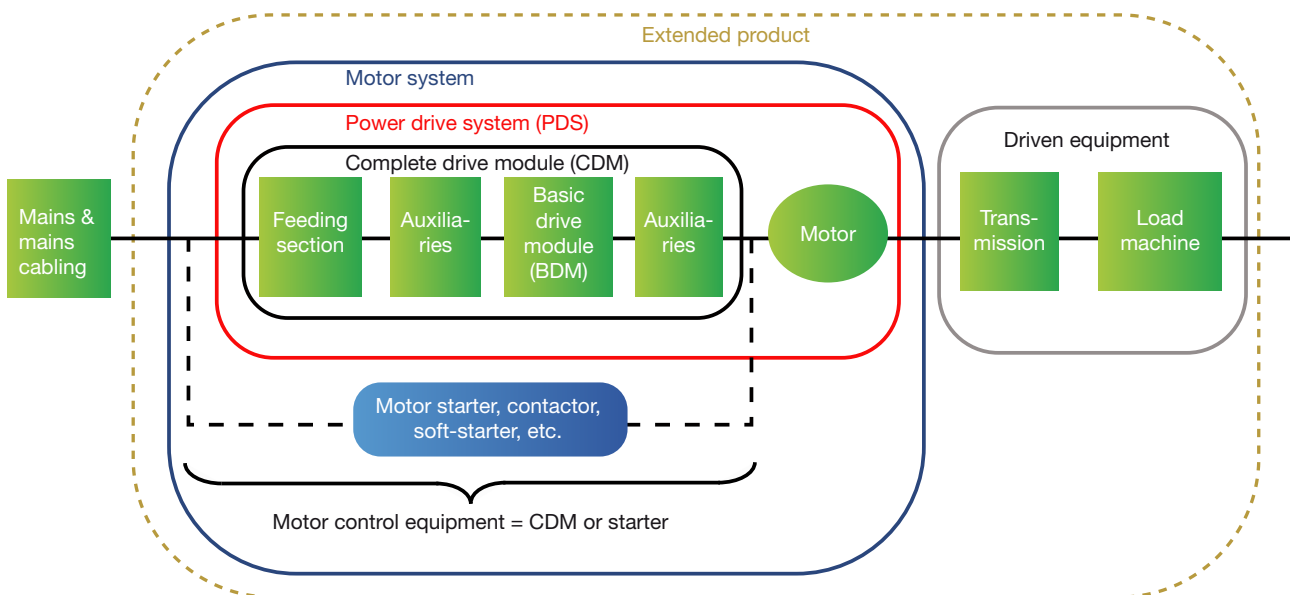 Extended product
Motor system
Power drive system (PDS)
Complete drive module (CDM)
Driven equipment
Mains &
mains
cabling
Feeding
section
Auxilia-
ries
Basic
drive
module
(BDM)
Auxilia-
ries
Motor
Trans-
mission
Load
machine
Motor starter, contactor,
soft-starter, etc.
Motor control equipment = CDM or starter